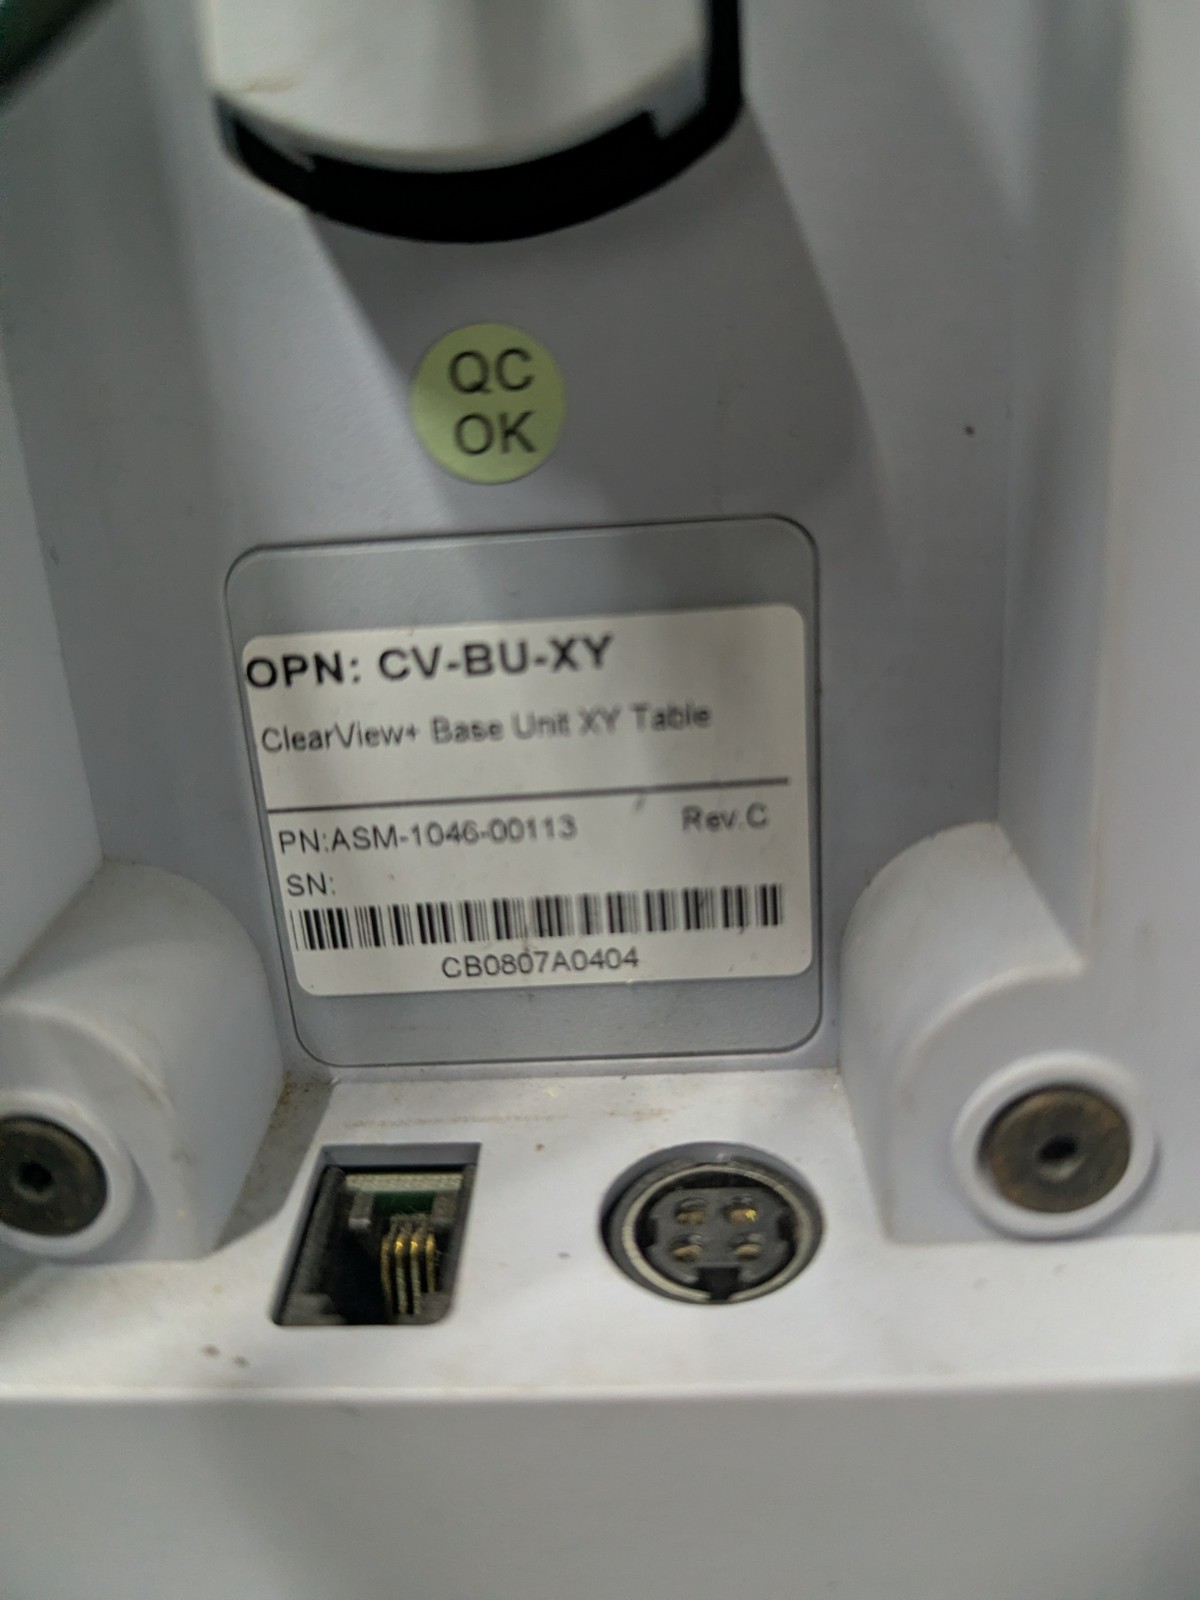 QC
OK
OPN: CV-BU-XY
ClearView+ Base Unit XY Table
PN:ASM-1046-00113 Rev.C
SN:
CB0807A0404